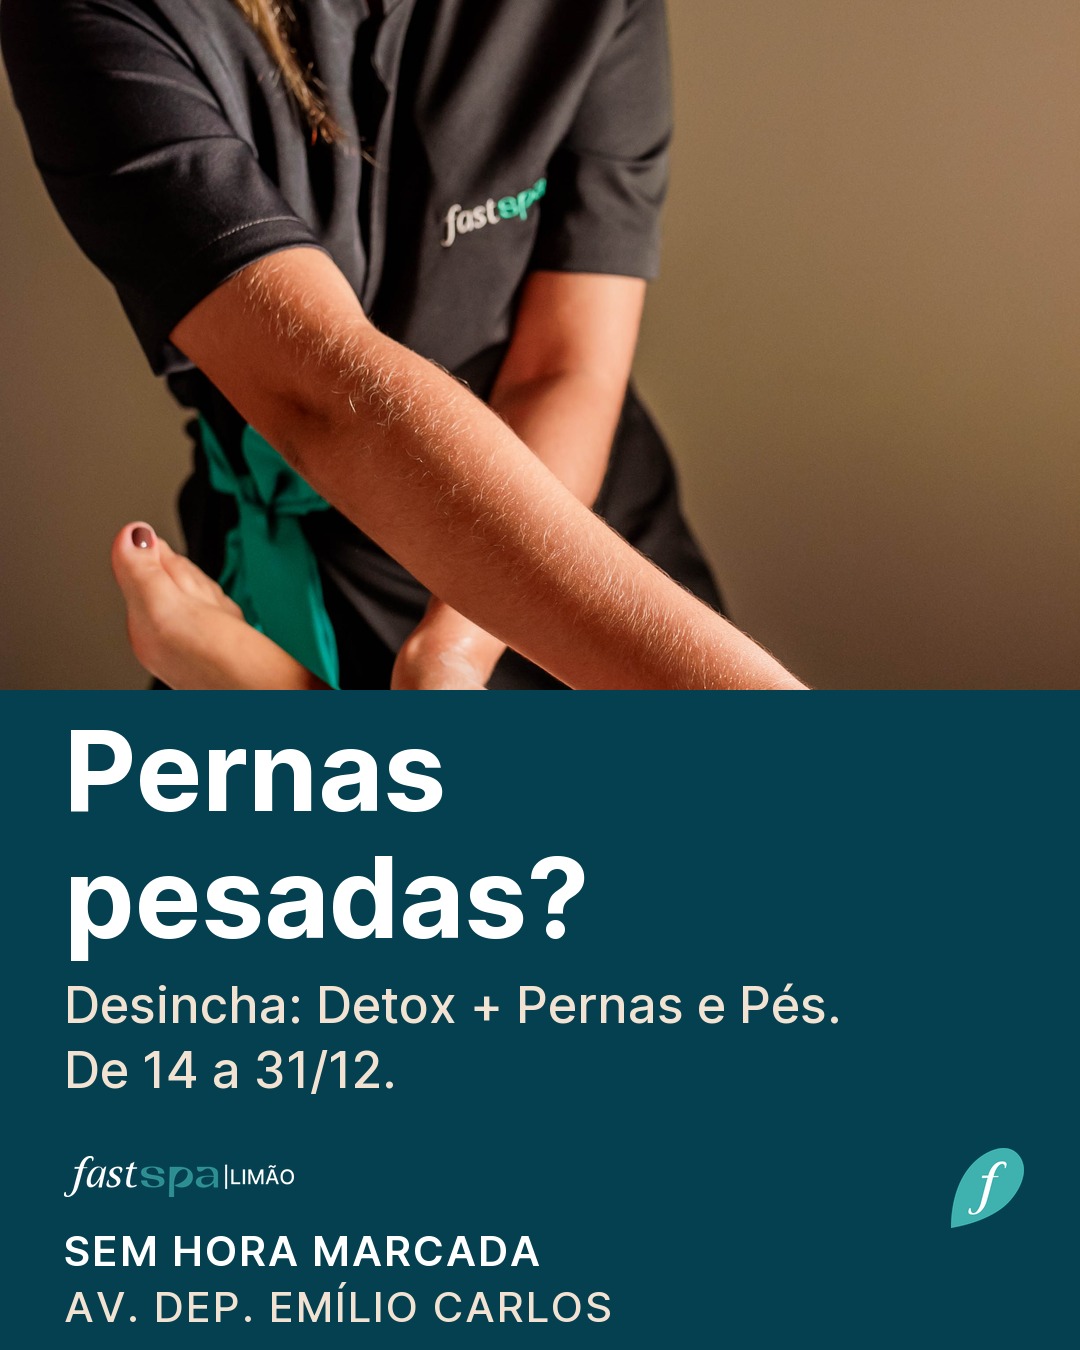 fastspa
Pernas
pesadas?
Desincha: Detox + Pernas e Pés.
De 14 a 31/12.
fastspa|LIMÃO
f
SEM HORA MARCADA
AV. DEP. EMÍLIO CARLOS